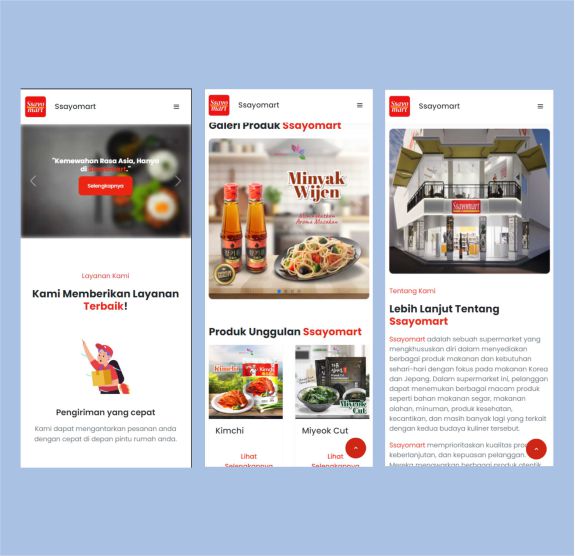 Ssayo
mart
Ssayomart
"Kemewahan Rasa Asia, Hanya
di Ssayomart."
Selengkapnya
Layanan Kami
Kami Memberikan Layanan
Terbaik!
Pengiriman yang cepat
Kami dapat mengantarkan pesanan anda
dengan cepat di depan pintu rumah anda.
Ssayo
mart
Ssayomart
Galeri Produk Ssayomart
Minyak
Wijen
Aroma Masakan
Produk Unggulan Ssayomart
Kimchi
Miyeok
Cut
Kimchi
Miyeok Cut
Lihat
Selengkapnya
Lihat
Selengkapnya
Ssayo
mart
Ssayomart
Ssayomart
Tentang Kami
Lebih Lanjut Tentang
Ssayomart
Ssayomart adalah sebuah supermarket yang
mengkhususkan diri dalam menyediakan
berbagai produk makanan dan kebutuhan
sehari-hari dengan fokus pada makanan Korea
dan Jepang. Dalam supermarket ini, pelanggan
dapat menemukan berbagai macam produk
seperti bahan makanan segar, makanan
olahan, minuman, produk kesehatan,
kecantikan, dan masih banyak lagi yang terkait
dengan kedua budaya kuliner tersebut.
Ssayomart memprioritaskan kualitas
keberlanjutan, dan kepuasan pelanggan.
Mereka menawarkan berbagai produk otentik